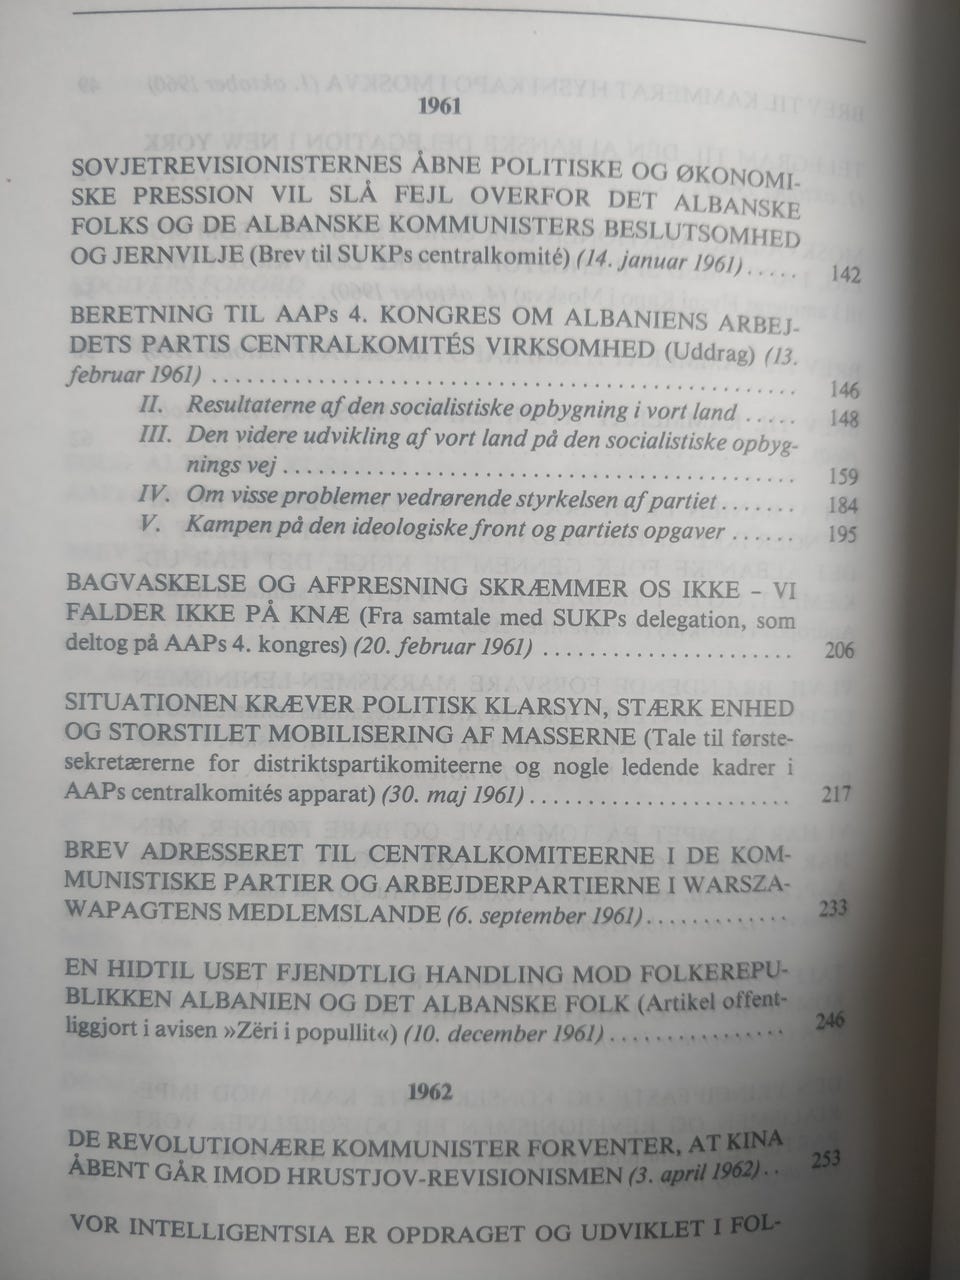 1961
SOVJETREVISIONISTERNES ÅBNE POLITISKE OG ØKONOMI-
SKE PRESSION VIL SLÅ FEJL OVERFOR DET ALBANSKE
FOLKS OG DE ALBANSKE KOMMUNISTERS BESLUTSOMHED
OG JERNVILJE (Brev til SUKPs centralkomité) (14. januar 1961)..... 142
BERETNING TIL AAPs 4. KONGRES OM ALBANIENS ARBEJ-
DETS PARTIS CENTRALKOMITÉS VIRKSOMHED (Uddrag) (13.
februar 1961) .................................................. 146
II. Resultaterne af den socialistiske opbygning i vort land ..... 148
III. Den videre udvikling af vort land på den socialistiske opbyg-
nings vej ............................................. 159
IV. Om visse problemer vedrørende styrkelsen af partiet ....... 184
V. Kampen på den ideologiske front og partiets opgaver ...... 195
BAGVASKELSE OG AFPRESNING SKRÆMMER OS IKKE – VI
FALDER IKKE PÅ KNÆ (Fra samtale med SUKPs delegation, som
deltog på AAPs 4. kongres) (20. februar 1961) ...................... 206
SITUATIONEN KRÆVER POLITISK KLARSYN, STÆRK ENHED
OG STORSTILET MOBILISERING AF MASSERNE (Tale til første-
sekretærerne for distriktspartikomiteerne og nogle ledende kadrer i
AAPs centralkomités apparat) (30. maj 1961) ....................... 217
BREV ADRESSERET TIL CENTRALKOMITEERNE I DE KOM-
MUNISTISKE PARTIER OG ARBEJDERPARTIERNE I WARSZA-
WAPAGTENS MEDLEMSLANDE (6. september 1961) ............. 233
EN HIDTIL USET FJENDTLIG HANDLING MOD FOLKEREPU-
BLIKKEN ALBANIEN OG DET ALBANSKE FOLK (Artikel offent-
liggjort i avisen »Zëri i popullit«) (10. december 1961) ................ 246
1962
DE REVOLUTIONÆRE KOMMUNISTER FORVENTER, AT KINA
ÅBENT GÅR IMOD HRUSTJOV-REVISIONISMEN (3. april 1962) .. 253
VOR INTELLIGENTSIA ER OPDRAGET OG UDVIKLET I FOL-